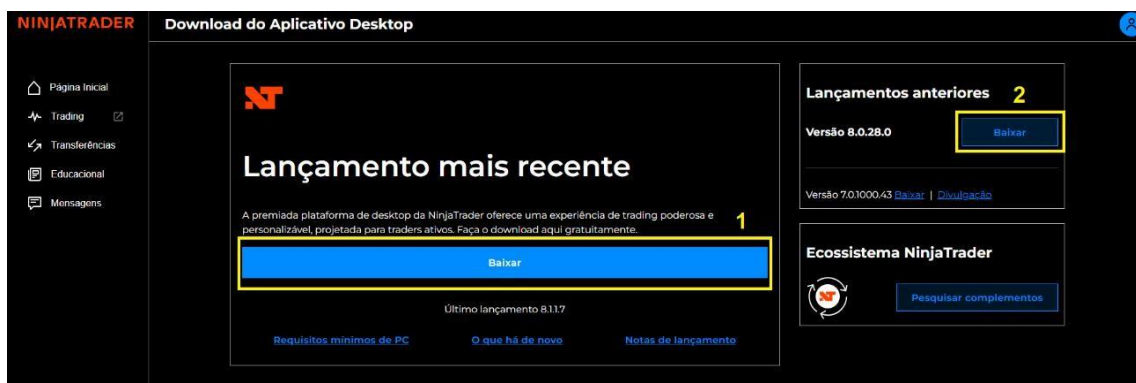 NINJATRADER
Download do Aplicativo Desktop
Página Inicial
Trading
Transferências
Educacional
Mensagens
NT
Lançamento mais recente
A premiada plataforma de desktop da NinjaTrader oferece uma experiência de trading poderosa e
personalizável, projetada para traders ativos. Faça o download aqui gratuitamente.
1
Baixar
Último lançamento 8.1.1.7
Requisitos mínimos de PC
O que há de novo
Notas de lançamento
Lançamentos anteriores
2
Versão 8.0.28.0
Baixar
Versão 7.0.1000.43 Baixar | Divulgação
Ecossistema NinjaTrader
NT
Pesquisar complementos